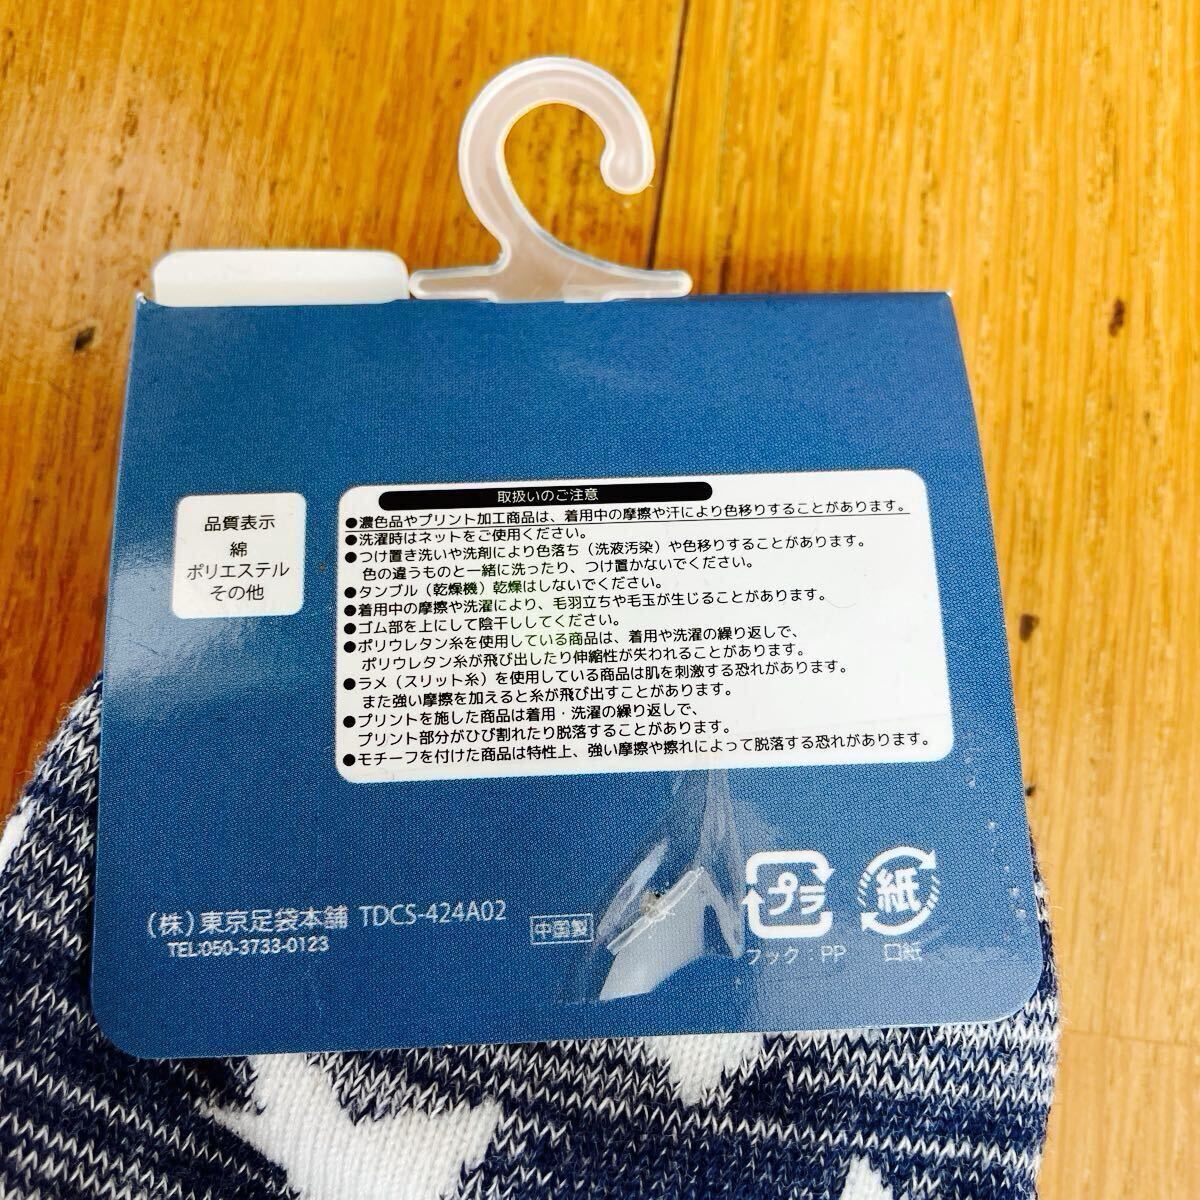 品質表示
綿
ポリエステル
その他
取扱いのご注意
●濃色品やプリント加工商品は、着用中の摩擦や汗により色移りすることがあります。
●洗濯時はネットをご使用ください。
●つけ置き洗いや洗剤により色落ち（洗液汚染）や色移りすることがあります。
色の違うものと一緒に洗ったり、つけ置かないでください。
●タンブル（乾燥機）乾燥はしないでください。
●着用中の摩擦や洗濯により、毛羽立ちや毛玉が生じることがあります。
●ゴム部を上にして陰干ししてください。
●ポリウレタン糸を使用している商品は、着用や洗濯の繰り返しで、
ポリウレタン糸が飛び出したり伸縮性が失われることがあります。
●ラメ（スリット糸）を使用している商品は肌を刺激する恐れがあります。
また強い摩擦を加えると糸が飛び出すことがあります。
●プリントを施した商品は着用・洗濯の繰り返しで、
プリント部分がひび割れたり脱落することがあります。
●モチーフを付けた商品は特性上、強い摩擦や擦れによって脱落する恐れがあります。
（株）東京足袋本舗 TDCS-424A02
TEL:050-3733-0123
中国製
プラ
フック：PP
紙
口紙